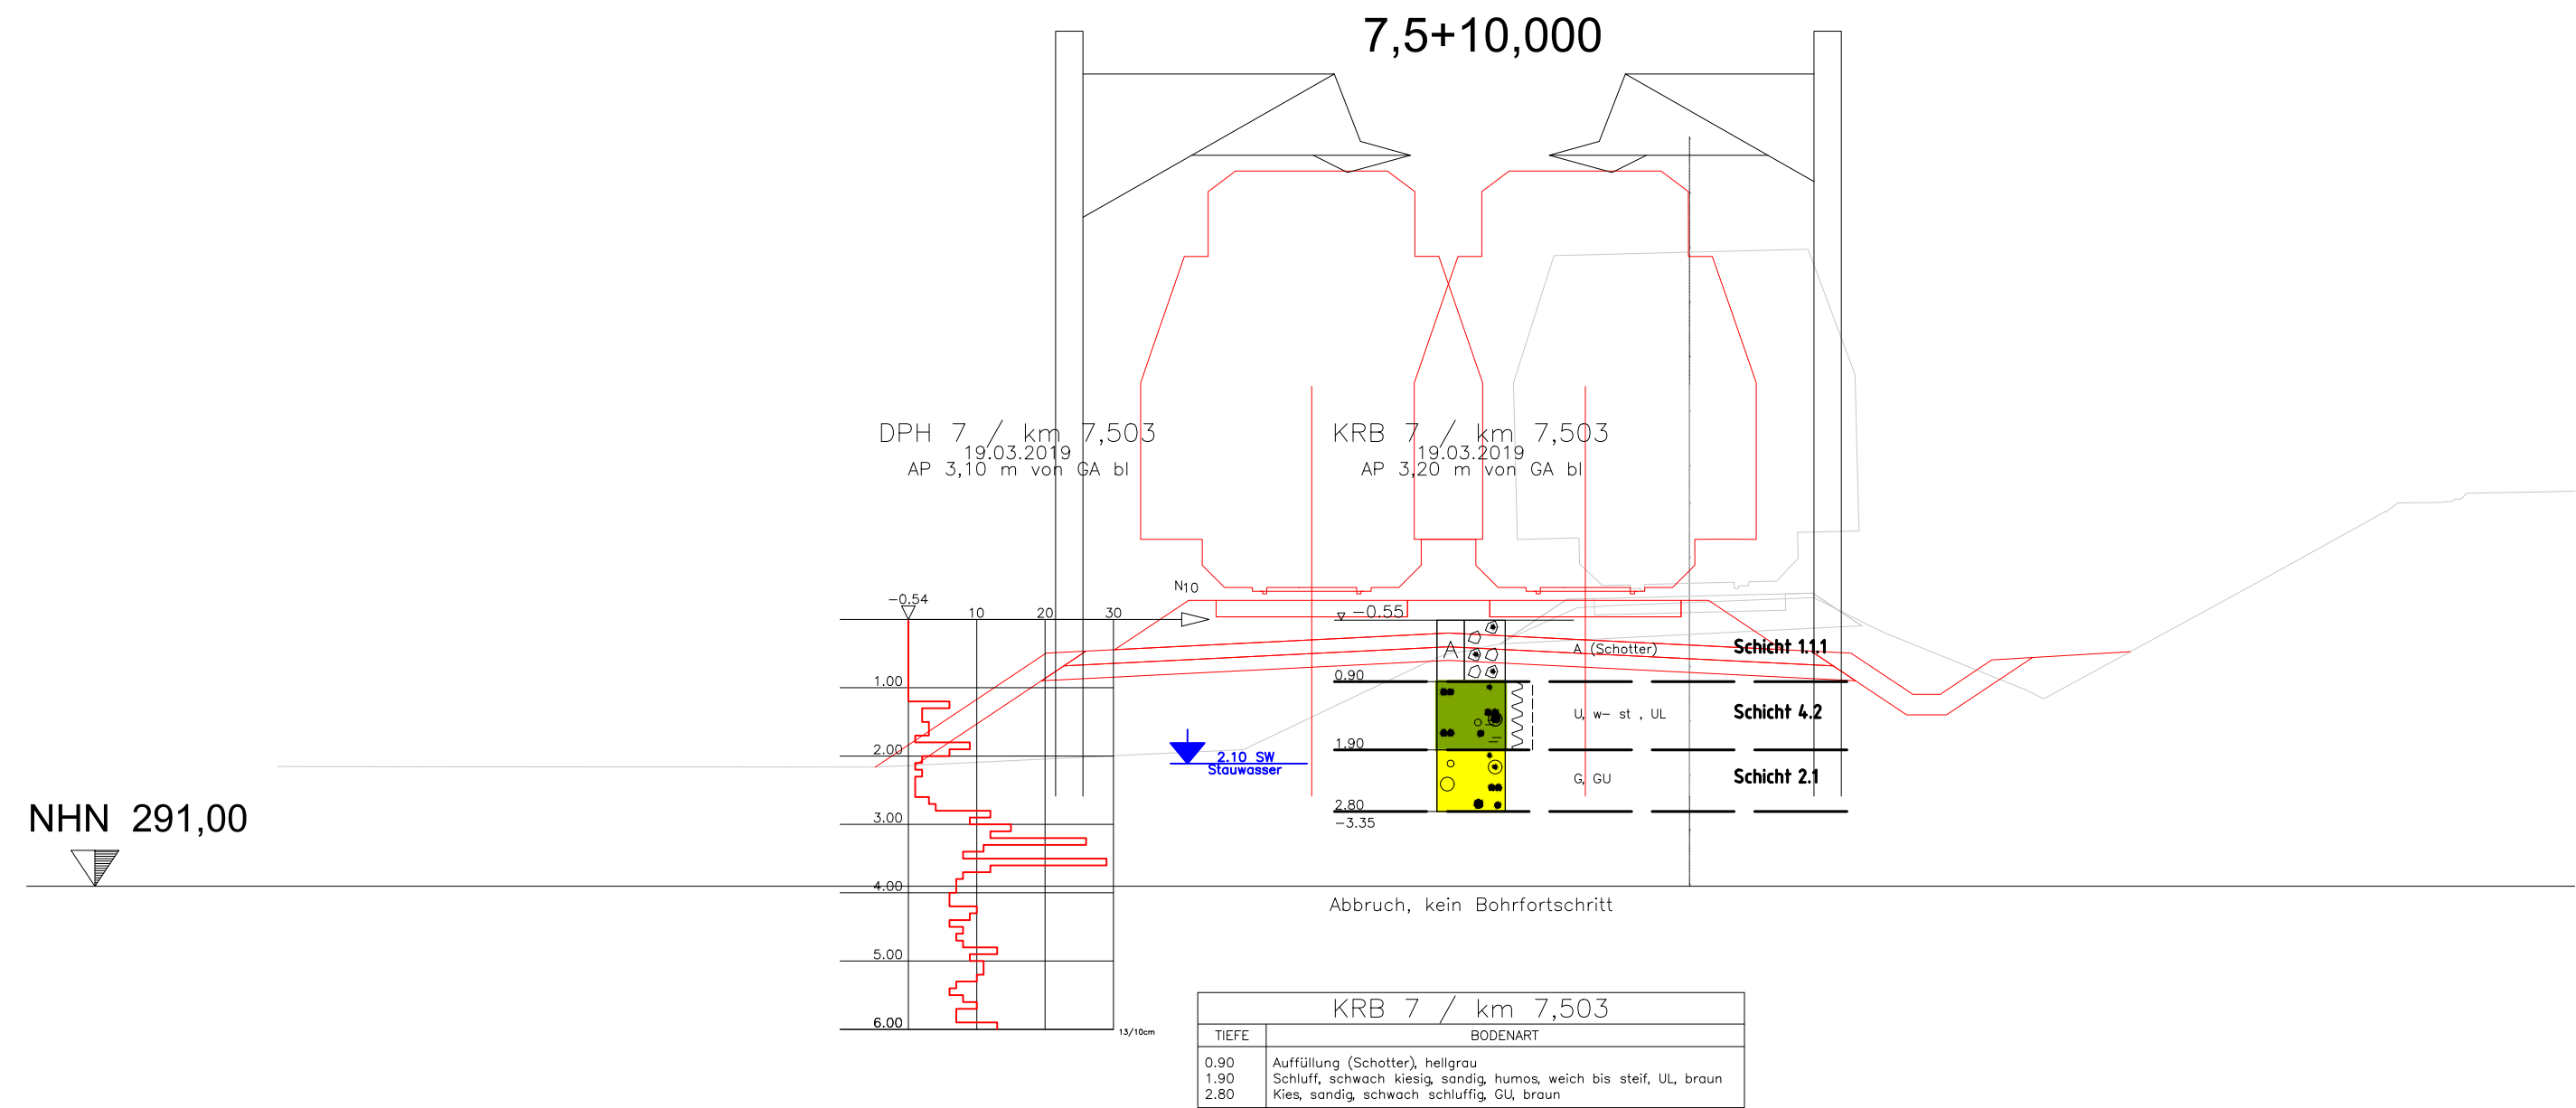 7,5+10,000
DPH 7 / km 7,503
19.03.2019
AP 3,10 m von GA bl
KRB 7 / km 7,503
19.03.2019
AP 3,20 m von GA bl
N10
-0.54
10
20
30
1.00
2.00
3.00
4.00
5.00
6.00
13/10cm
2.10 SW
Stauwasser
-0.55
A
A (Schotter)
Schicht 1.1.1
0.90
U, w- st , UL
Schicht 4.2
1.90
G, GU
Schicht 2.1
2.80
-3.35
NHN 291,00
Abbruch, kein Bohrfortschritt
KRB 7 / km 7,503
TIEFE BODENART
0.90 Auffüllung (Schotter), hellgrau
1.90 Schluff, schwach kiesig, sandig, humos, weich bis steif, UL, braun
2.80 Kies, sandig, schwach schluffig, GU, braun